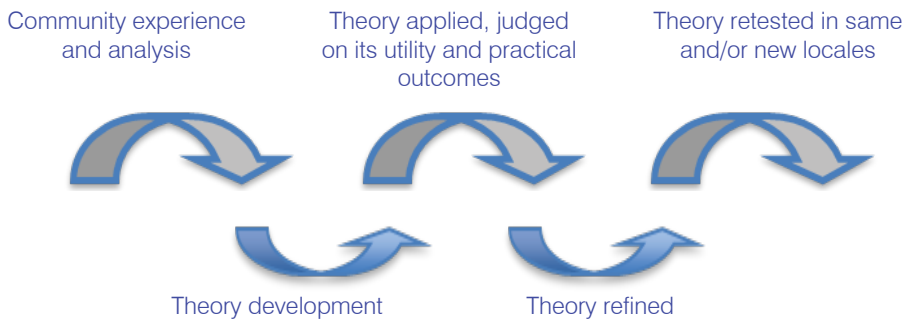 Community experience
and analysis
Theory applied, judged
on its utility and practical
outcomes
Theory retested in same
and/or new locales
Theory development
Theory refined